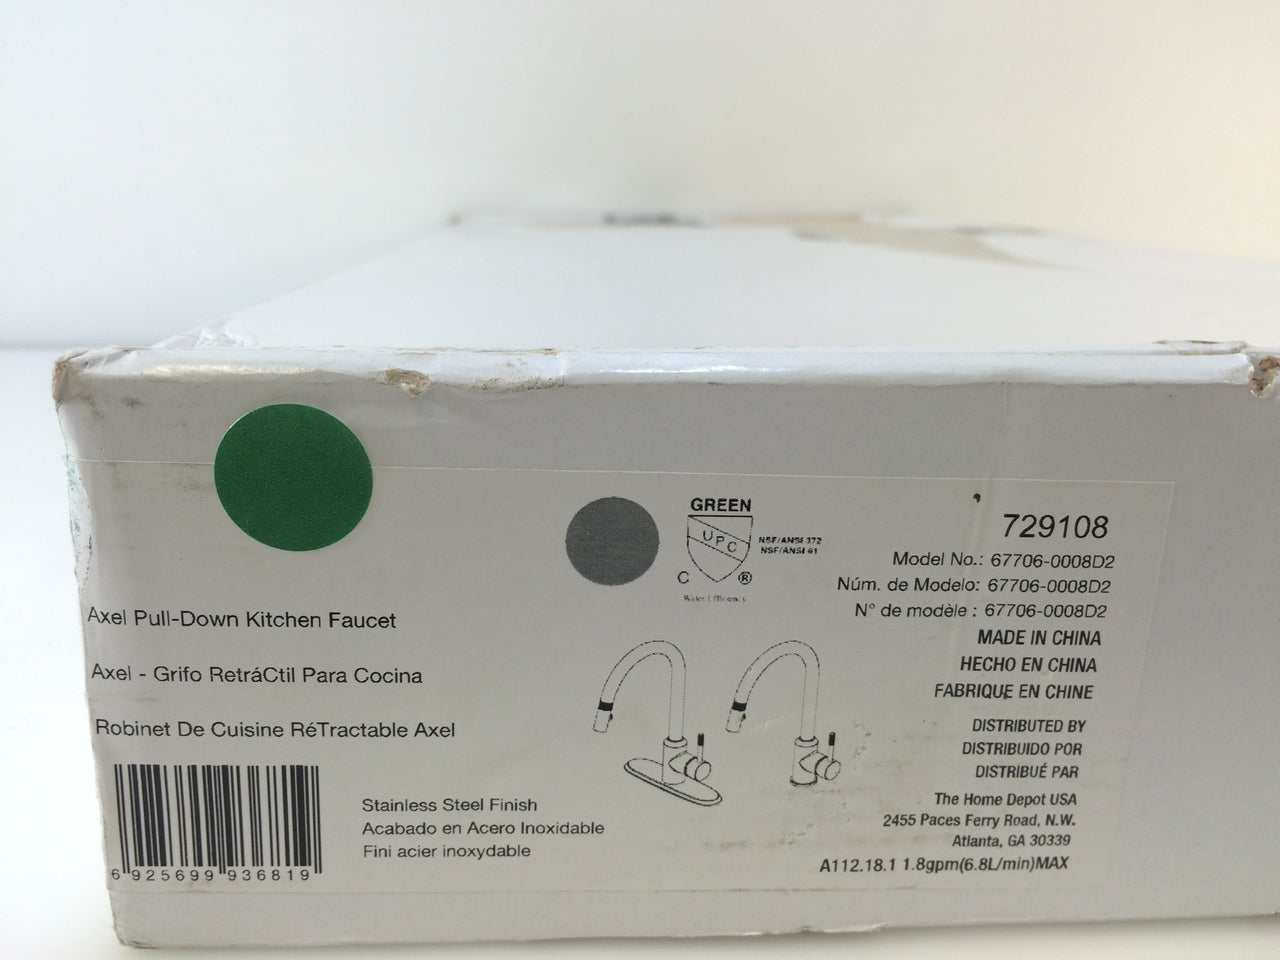 GREEN
UPC
C ®
NSF/ANSI 372
NSF/ANSI 61
Water Efficiency
729108
Model No.: 67706-0008D2
Núm. de Modelo: 67706-0008D2
N° de modèle : 67706-0008D2
MADE IN CHINA
HECHO EN CHINA
FABRIQUE EN CHINE
DISTRIBUTED BY
DISTRIBUIDO POR
DISTRIBUÉ PAR
The Home Depot USA
2455 Paces Ferry Road, N.W.
Atlanta, GA 30339
A112.18.1 1.8gpm(6.8L/min)MAX
Axel Pull-Down Kitchen Faucet
Axel - Grifo RetráCtil Para Cocina
Robinet De Cuisine RéTractable Axel
Stainless Steel Finish
Acabado en Acero Inoxidable
Fini acier inoxydable
6 925699 936819